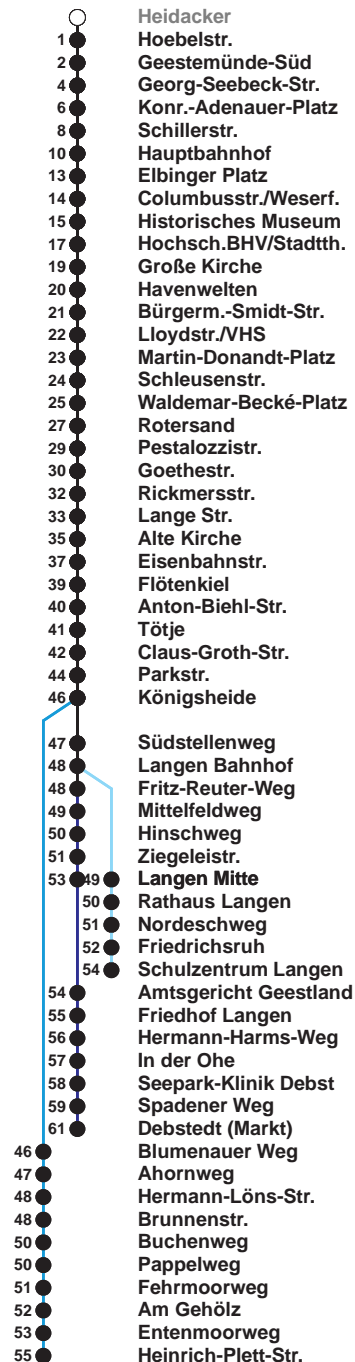 Heidacker
1 Hoebelstr.
2 Geestemünde-Süd
4 Georg-Seebeck-Str.
6 Konr.-Adenauer-Platz
8 Schillerstr.
10 Hauptbahnhof
13 Elbinger Platz
14 Columbusstr./Weserf.
15 Historisches Museum
17 Hochsch.BHV/Stadtth.
19 Große Kirche
20 Havenwelten
21 Bürgerm.-Smidt-Str.
22 Lloydstr./VHS
23 Martin-Donandt-Platz
24 Schleusenstr.
25 Waldemar-Becké-Platz
27 Rotersand
29 Pestalozzistr.
30 Goethestr.
32 Rickmersstr.
33 Lange Str.
35 Alte Kirche
37 Eisenbahnstr.
39 Flötenkiel
40 Anton-Biehl-Str.
41 Tötje
42 Claus-Groth-Str.
44 Parkstr.
46 Königsheide
47 Südstellenweg
48 Langen Bahnhof
48 Fritz-Reuter-Weg
49 Mittelfeldweg
50 Hinschweg
51 Ziegeleistr.
53 49 Langen Mitte
50 Rathaus Langen
51 Nordeschweg
52 Friedrichsruh
54 Schulzentrum Langen
54 Amtsgericht Geestland
55 Friedhof Langen
56 Hermann-Harms-Weg
57 In der Ohe
58 Seepark-Klinik Debst
59 Spadener Weg
61 Debstedt (Markt)
46 Blumenauer Weg
47 Ahornweg
48 Hermann-Löns-Str.
48 Brunnenstr.
50 Buchenweg
50 Pappelweg
51 Fehrmoorweg
52 Am Gehölz
53 Entenmoorweg
55 Heinrich-Plett-Str.